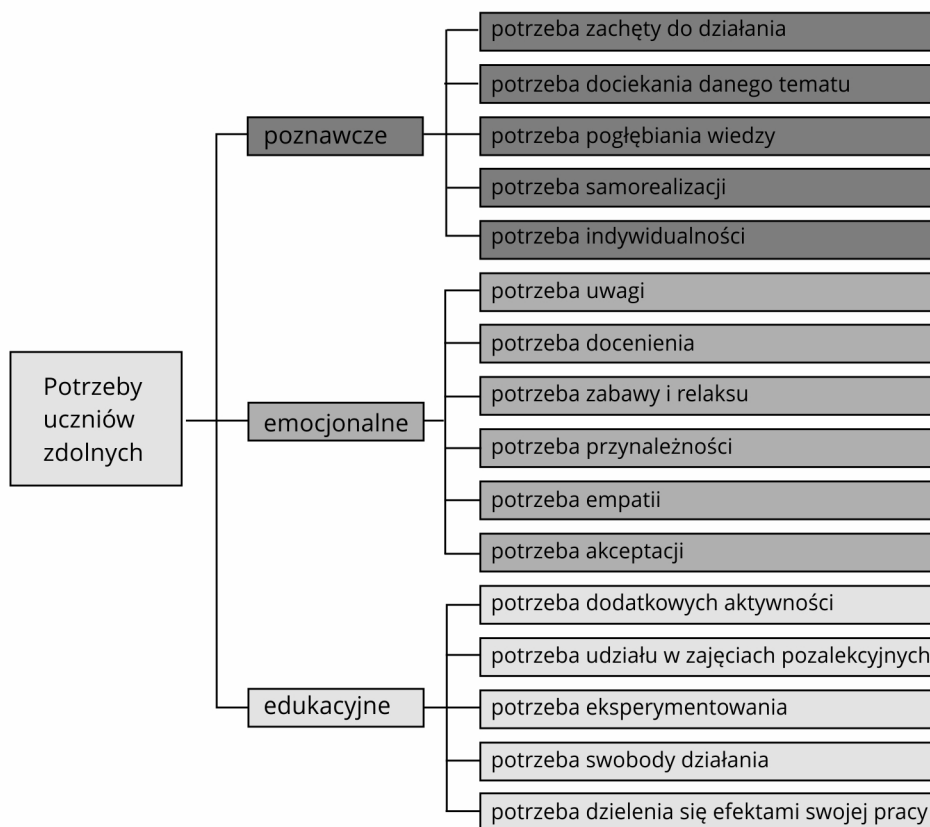 Potrzeby
uczniów
zdolnych
poznawcze
potrzeba zachęty do działania
potrzeba dociekania danego tematu
potrzeba pogłębiania wiedzy
potrzeba samorealizacji
potrzeba indywidualności
emocjonalne
potrzeba uwagi
potrzeba docenienia
potrzeba zabawy i relaksu
potrzeba przynależności
potrzeba empatii
potrzeba akceptacji
edukacyjne
potrzeba dodatkowych aktywności
potrzeba udziału w zajęciach pozalekcyjnych
potrzeba eksperymentowania
potrzeba swobody działania
potrzeba dzielenia się efektami swojej pracy